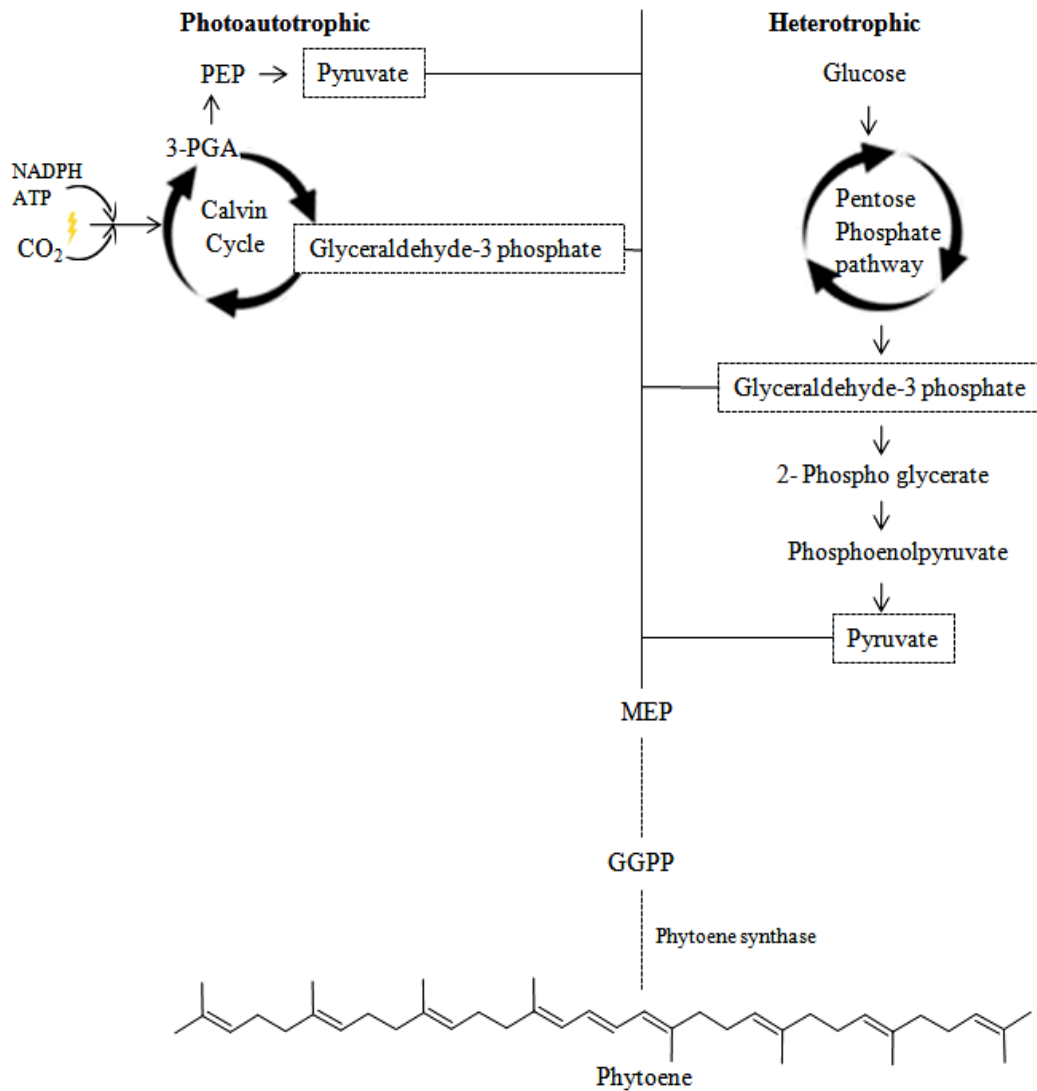 Photoautotrophic
PEP
Pyruvate
3-PGA
NADPH
ATP
CO2
Calvin
Cycle
Glyceraldehyde-3 phosphate
Heterotrophic
Glucose
Pentose
Phosphate
pathway
Glyceraldehyde-3 phosphate
2- Phospho glycerate
Phosphoenolpyruvate
Pyruvate
MEP
GGPP
Phytoene synthase
Phytoene